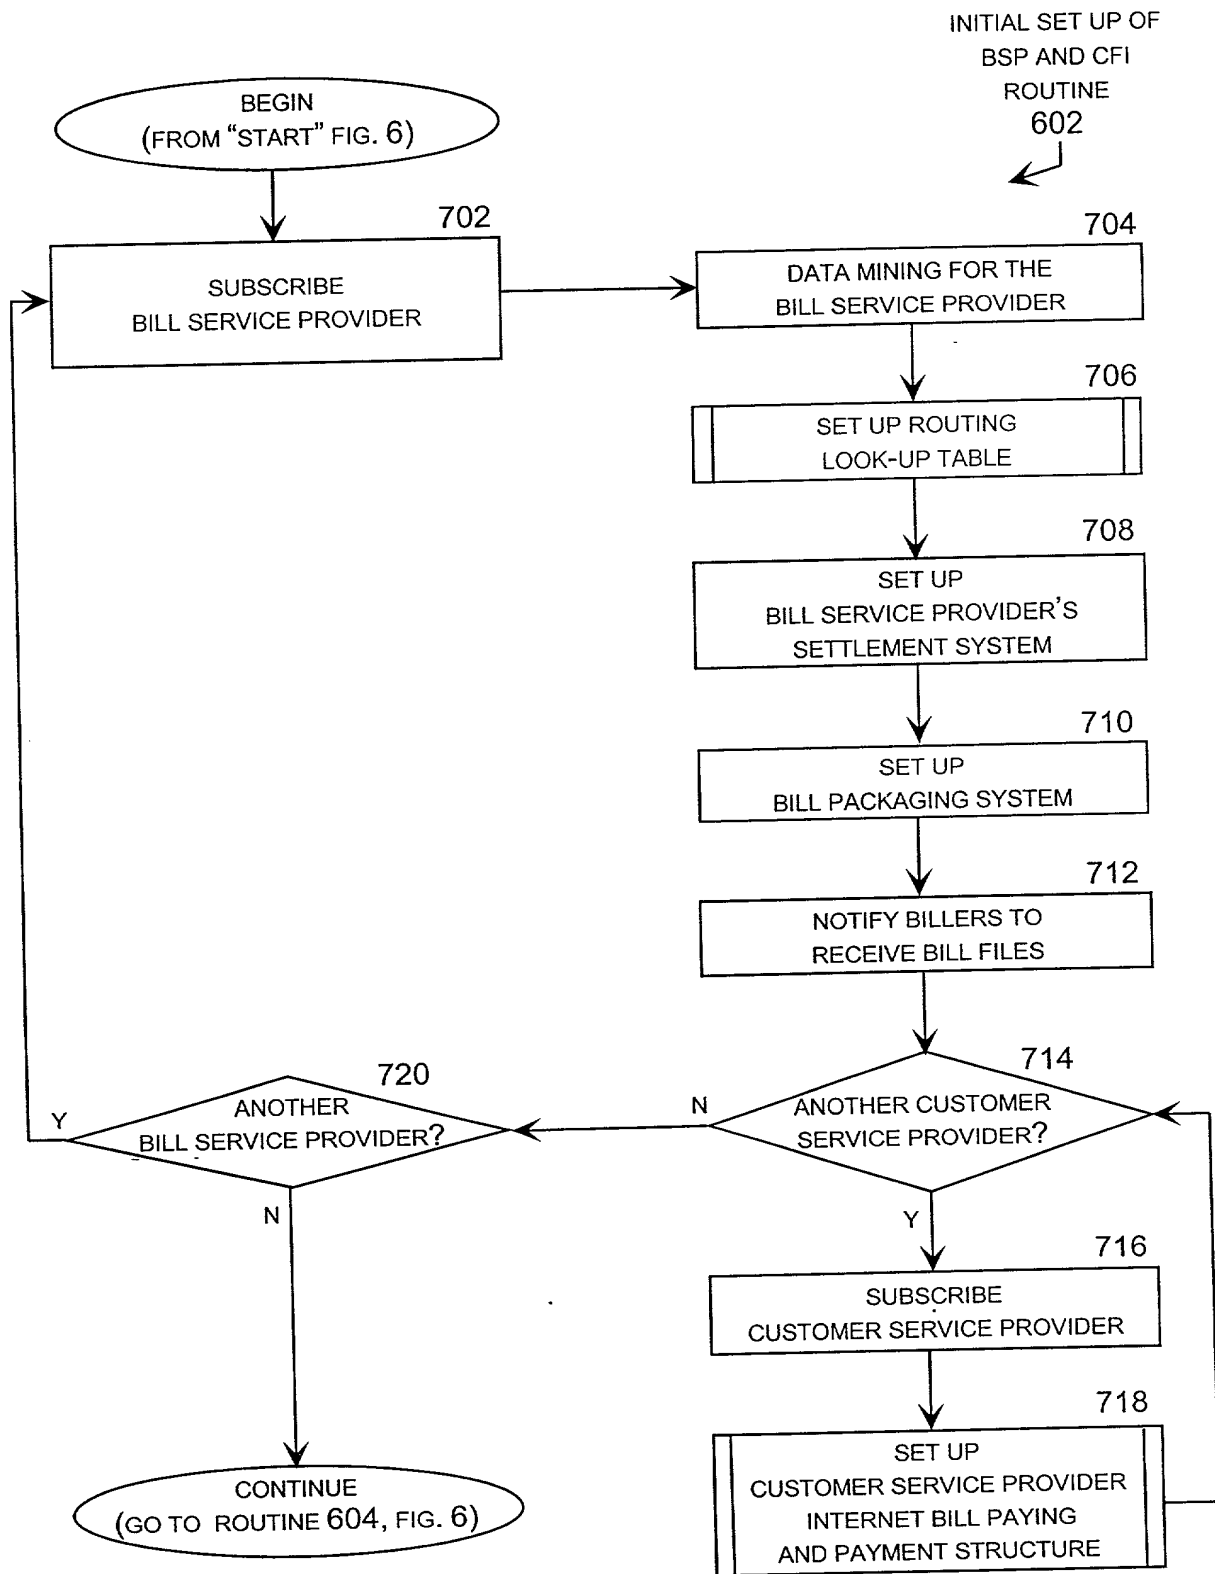 INITIAL SET UP OF
BSP AND CFI
ROUTINE
602
BEGIN
(FROM “START” FIG. 6)
702
SUBSCRIBE
BILL SERVICE PROVIDER
704
DATA MINING FOR THE
BILL SERVICE PROVIDER
706
SET UP ROUTING
LOOK-UP TABLE
708
SET UP
BILL SERVICE PROVIDER'S
SETTLEMENT SYSTEM
710
SET UP
BILL PACKAGING SYSTEM
712
NOTIFY BILLERS TO
RECEIVE BILL FILES
714
ANOTHER CUSTOMER
SERVICE PROVIDER?
N
Y
720
ANOTHER
BILL SERVICE PROVIDER?
Y
N
716
SUBSCRIBE
CUSTOMER SERVICE PROVIDER
718
SET UP
CUSTOMER SERVICE PROVIDER
INTERNET BILL PAYING
AND PAYMENT STRUCTURE
CONTINUE
(GO TO ROUTINE 604, FIG. 6)